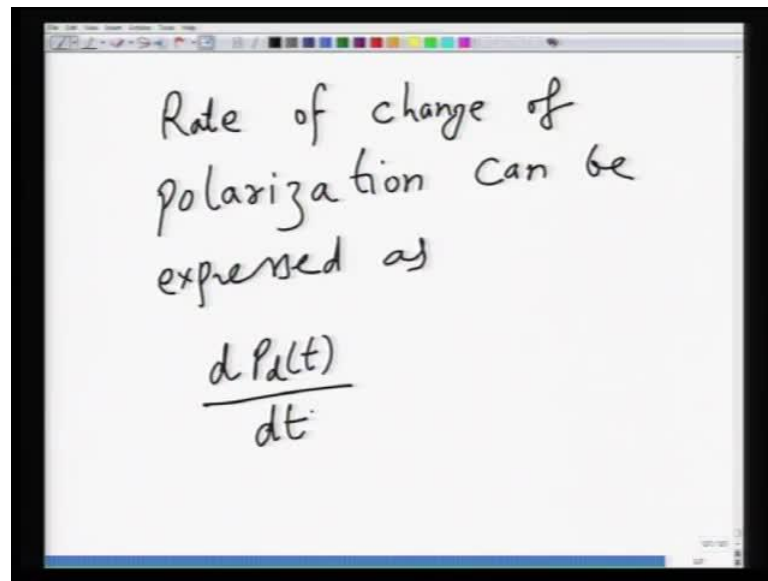 Rate of change of
polarization can be
expressed as
d Pd(t)
dt